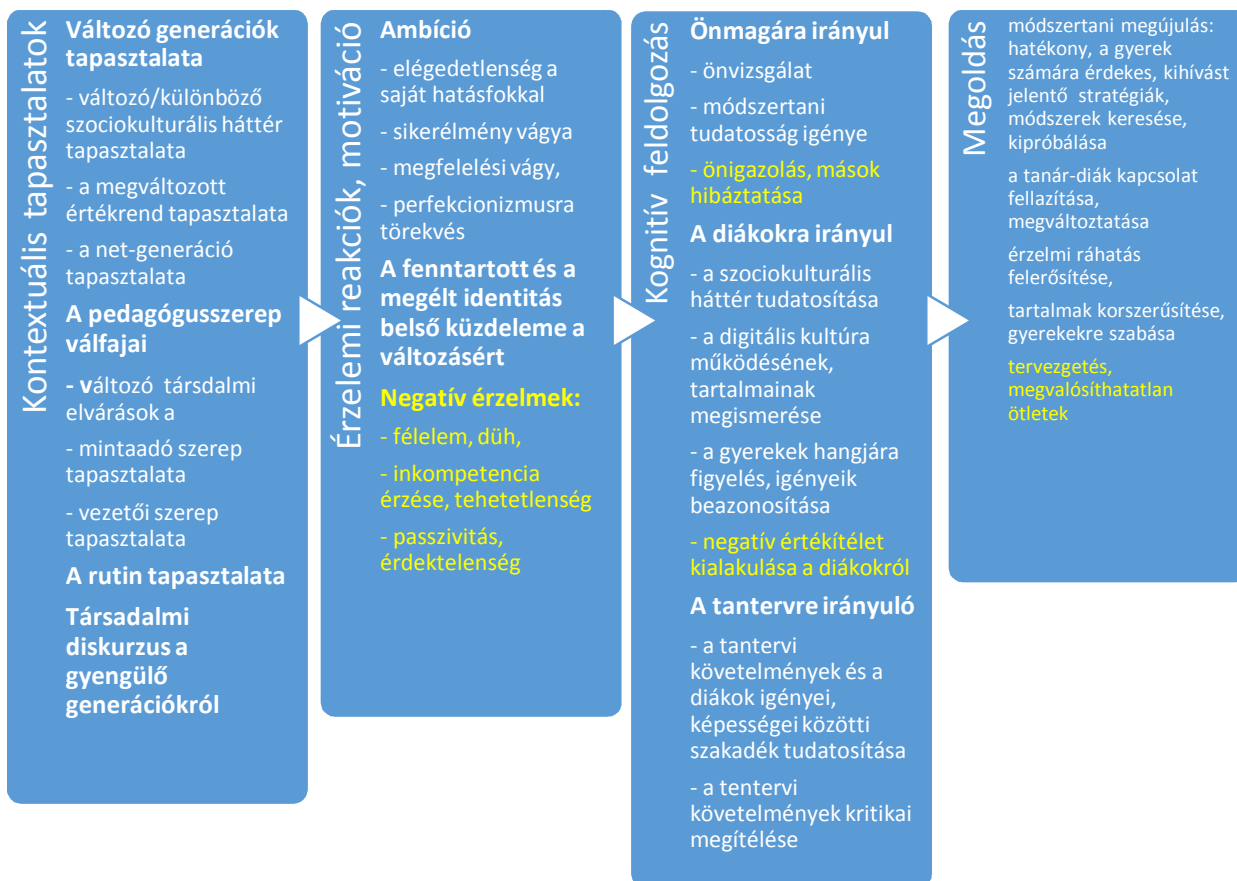 Kontextuális tapasztalatok
Változó generációk
tapasztalata
- változó/különböző
szociokulturális háttér
tapasztalata
- a megváltozott
értékrend tapasztalata
- a net-generáció
tapasztalata
A pedagógusszerep
válfajai
- változó társdalmi
elvárások a
- mintaadó szerep
tapasztalata
- vezetői szerep
tapasztalata
A rutin tapasztalata
Társadalmi
diskurzus a
gyengülő
generációkról
Érzelemi reakciók, motiváció
Ambíció
- elégedetlenség a
saját hatásfokkal
- sikerélmény vágya
- megfelelési vágy,
- perfekcionizmusra
törekvés
A fenntartott és a
megélt identitás
belső küzdeleme a
változásért
Negatív érzelmek:
- félelem, düh,
- inkompetencia
érzése, tehetetlenség
- passzivitás,
érdektelenség
Kognitív feldolgozás
Önmagára irányul
- önvizsgálat
- módszertani
tudatosság igénye
- önigazolás, mások
hibáztatása
A diákokra irányul
- a szociokulturális
háttér tudatosítása
- a digitális kultúra
működésének,
tartalmainak
megismerése
- a gyerekek hangjára
figyelés, igényeik
beazonosítása
- negatív értékítélet
kialakulása a diákokról
A tantervre irányuló
- a tantervi
követelmények és a
diákok igényei,
képességei közötti
szakadék tudatosítása
- a tentervi
követelmények kritikai
megítélése
Megoldás
módszertani megújulás:
hatékony, a gyerek
számára érdekes, kihívást
jelentő stratégiák,
módszerek keresése,
kipróbálása
a tanár-diák kapcsolat
fellazítása,
megváltoztatása
érzelmi ráhatás
felerősítése,
tartalmak korszerűsítése,
gyerekekre szabása
tervezgetés,
megvalósíthatatlan
ötletek